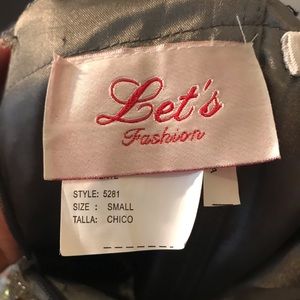 Let's
Fashion
STYLE: 5281
SIZE : SMALL
TALLA: CHICO